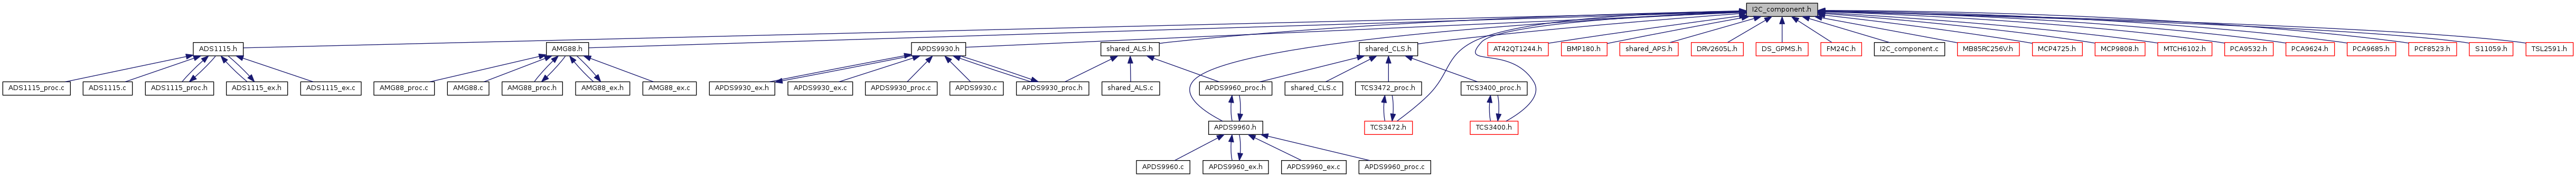 I2C_component.h
ADS1115.h
AMG88.h
APDS9930.h
shared_ALS.h
shared_CLS.h
AT42QT1244.h
BMP180.h
shared_APS.h
DRV2605L.h
DS_GPMS.h
FM24C.h
I2C_component.c
MB85RC256V.h
MCP4725.h
MCP9808.h
MTCH6102.h
PCA9532.h
PCA9624.h
PCA9685.h
PCF8523.h
S11059.h
TSL2591.h
ADS1115_proc.c
ADS1115.c
ADS1115_proc.h
ADS1115_ex.h
ADS1115_ex.c
AMG88_proc.c
AMG88.c
AMG88_proc.h
AMG88_ex.h
AMG88_ex.c
APDS9930_ex.h
APDS9930_ex.c
APDS9930_proc.c
APDS9930.c
APDS9930_proc.h
shared_ALS.c
APDS9960_proc.h
shared_CLS.c
TCS3472_proc.h
TCS3400_proc.h
APDS9960.h
TCS3472.h
TCS3400.h
APDS9960.c
APDS9960_ex.h
APDS9960_ex.c
APDS9960_proc.c